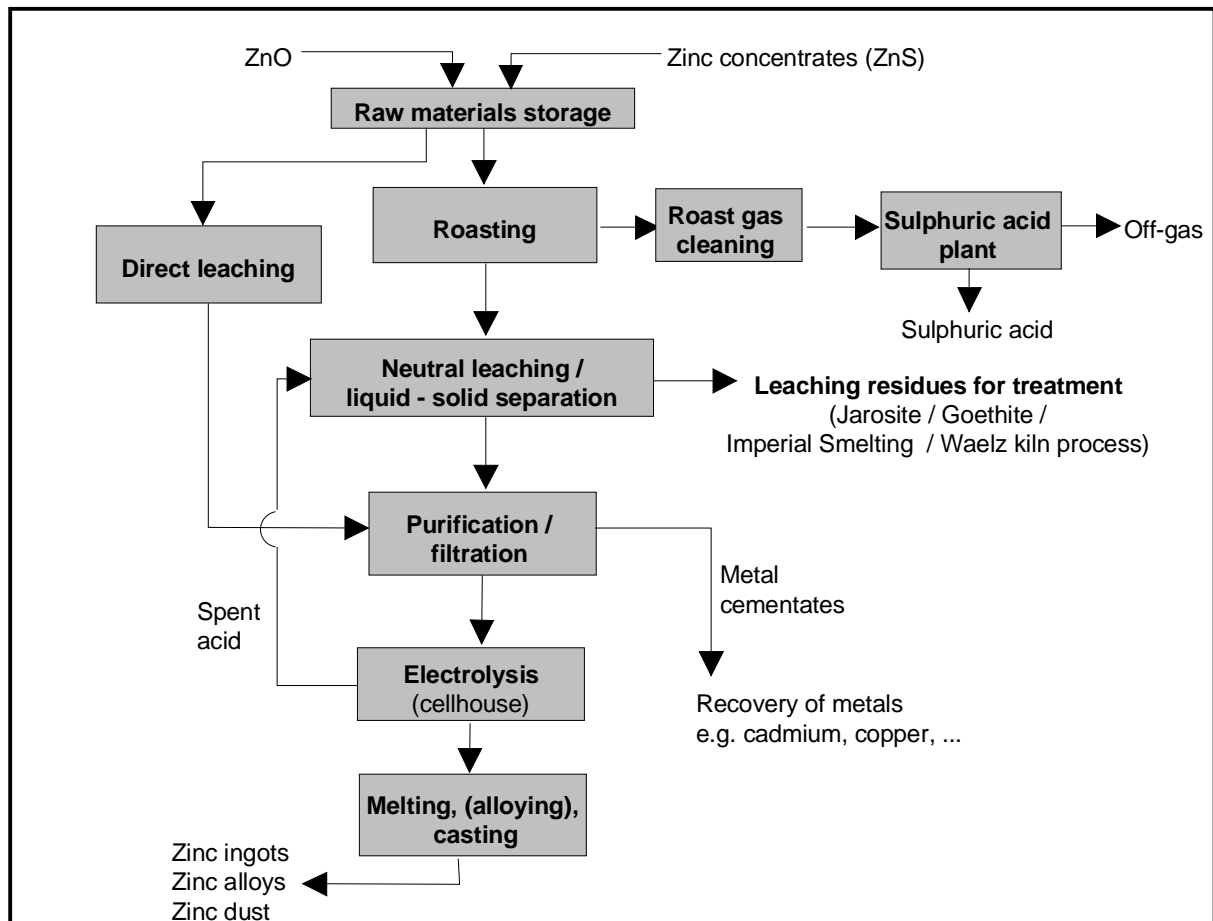 ZnO
Zinc concentrates (ZnS)
Raw materials storage
Roasting
Roast gas
cleaning
Sulphuric acid
plant
Off-gas
Direct leaching
Sulphuric acid
Neutral leaching /
liquid - solid separation
Leaching residues for treatment
(Jarosite / Goethite /
Imperial Smelting / Waelz kiln process)
Purification /
filtration
Metal
cementates
Spent
acid
Electrolysis
(cellhouse)
Recovery of metals
e.g. cadmium, copper, ...
Melting, (alloying),
casting
Zinc ingots
Zinc alloys
Zinc dust